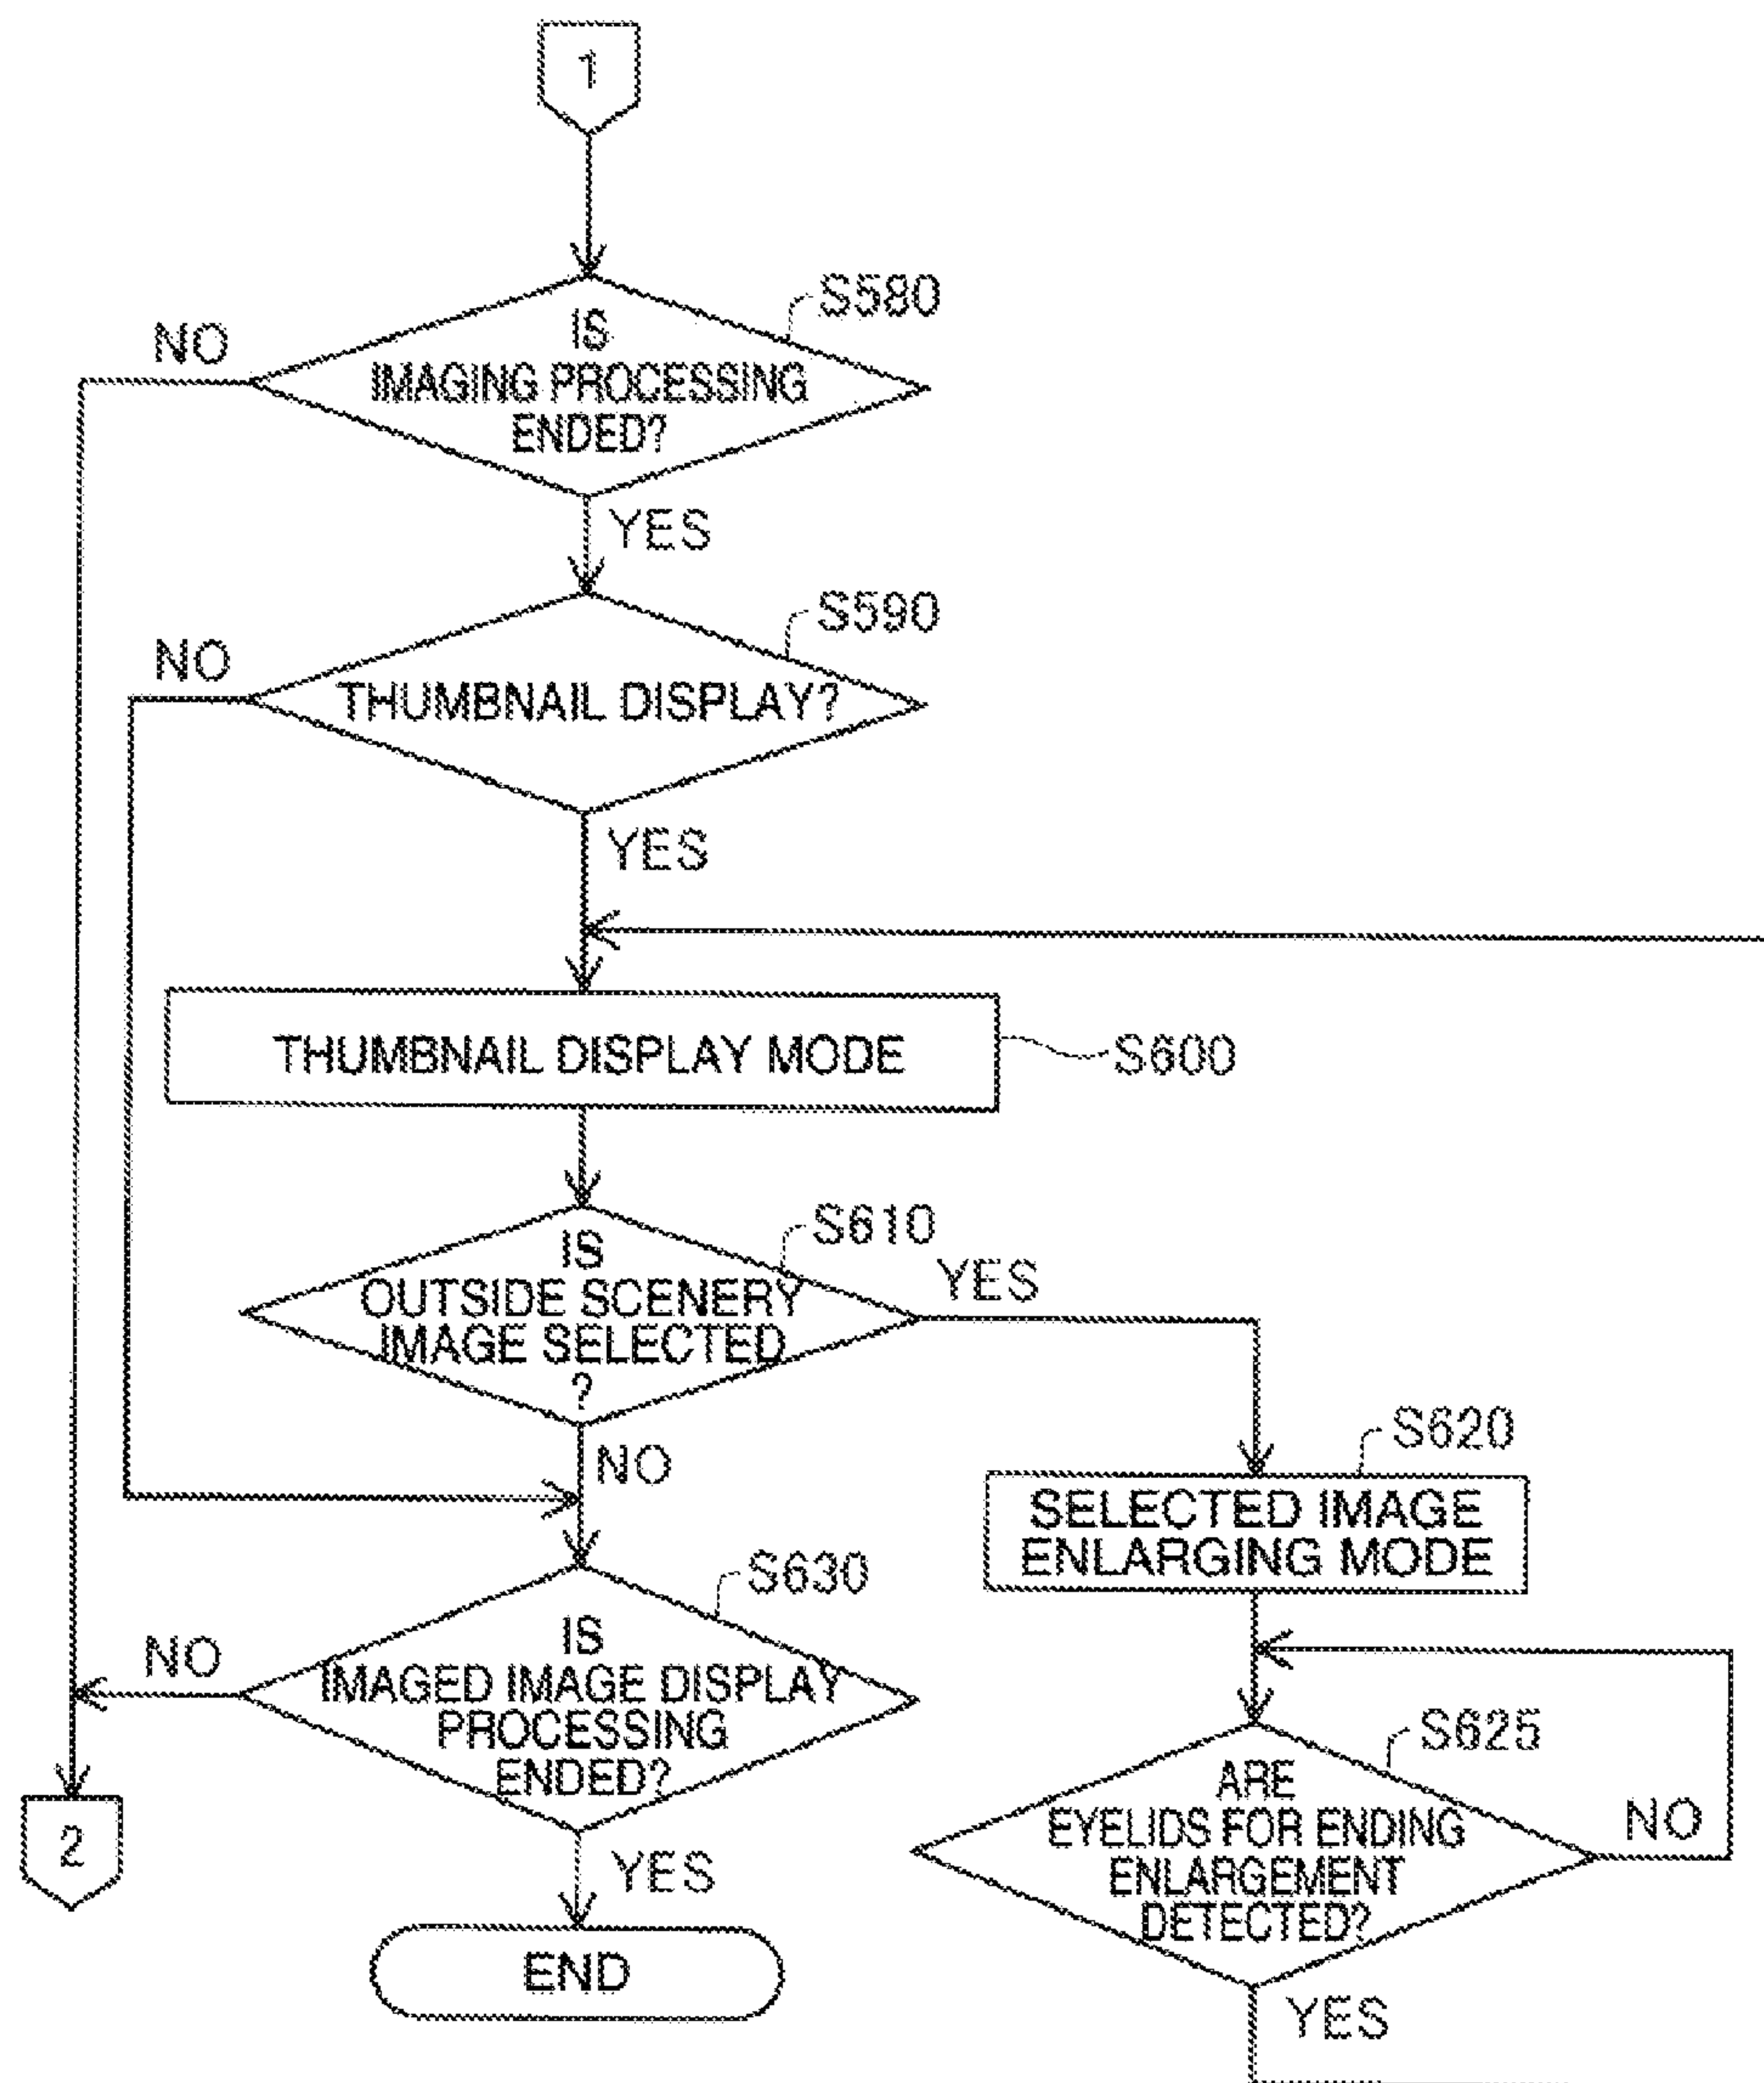 1
S580
NO
IS
IMAGING PROCESSING
ENDED?
YES
S590
NO
THUMBNAIL DISPLAY?
YES
THUMBNAIL DISPLAY MODE
S600
S610
IS
OUTSIDE SCENERY
IMAGE SELECTED
?
YES
NO
S620
SELECTED IMAGE
ENLARGING MODE
S630
NO
IS
IMAGED IMAGE DISPLAY
PROCESSING
ENDED?
S625
ARE
EYELIDS FOR ENDING
ENLARGEMENT
DETECTED?
NO
2
YES
END
YES